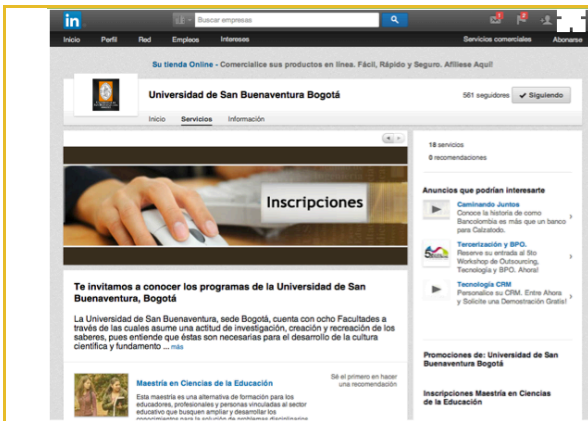 in
Buscar empresas
Inicio Perfil Red Empleos Intereses Servicios comerciales Abonarse
Su tienda Online - Comercialice sus productos en línea. Fácil, Rápido y Seguro. Afíliese Aquí!
Universidad de San Buenaventura Bogotá
561 seguidores Siguiendo
Inicio Servicios Información
Inscripciones
Te invitamos a conocer los programas de la Universidad de San
Buenaventura, Bogotá
La Universidad de San Buenaventura, sede Bogotá, cuenta con ocho Facultades a
través de las cuales asume una actitud de investigación, creación y recreación de los
saberes, pues entiende que éstas son necesarias para el desarrollo de la cultura
científica y fundamento ... más
Maestría en Ciencias de la Educación
Esta maestría es una alternativa de formación para los
educadores, profesionales y personas vinculadas al sector
educativo que busquen ampliar y desarrollar los
conocimientos para la solución de problemas disciplinarios
Sé el primero en hacer
una recomendación
18 servicios
0 recomendaciones
Anuncios que podrían interesarte
Caminando Juntos
Conoce la historia de como
Bancolombia es más que un banco
para Calzatodo.
Tercerización y BPO.
Reserve su entrada al 5to
Workshop de Outsourcing,
Tecnología y BPO. Ahora!
Tecnología CRM
Personalice su CRM. Entre Ahora
y Solicite una Demostración Gratis!
Promociones de: Universidad de San
Buenaventura Bogotá
Inscripciones Maestría en Ciencias
de la Educación